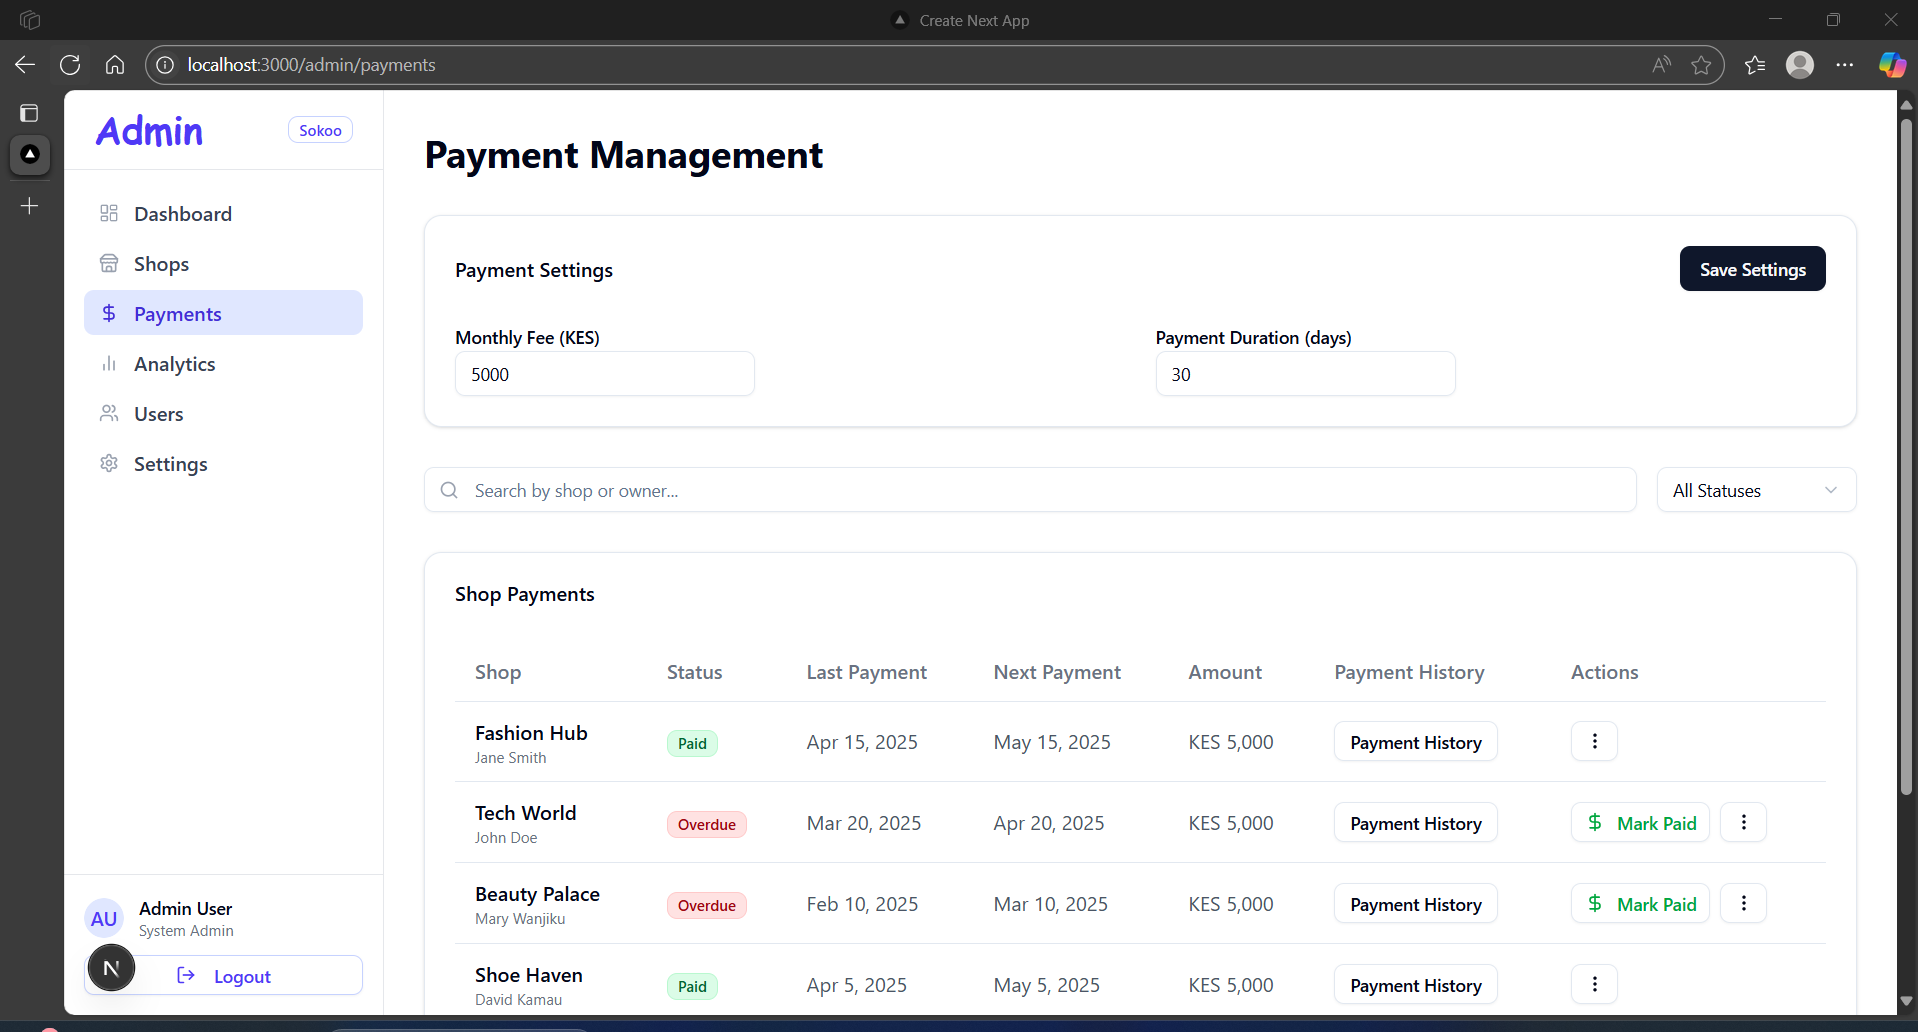 Create Next App
localhost:3000/admin/payments
Admin
Sokoo
Dashboard
Shops
Payments
Analytics
Users
Settings
AU
Admin User
System Admin
N
Logout
Payment Management
Payment Settings
Save Settings
Monthly Fee (KES)
Payment Duration (days)
5000
30
Search by shop or owner...
All Statuses
Shop Payments
Shop Status Last Payment Next Payment Amount Payment History Actions
Fashion Hub
Jane Smith
Paid Apr 15, 2025 May 15, 2025 KES 5,000 Payment History
Tech World
John Doe
Overdue Mar 20, 2025 Apr 20, 2025 KES 5,000 Payment History $ Mark Paid
Beauty Palace
Mary Wanjiku
Overdue Feb 10, 2025 Mar 10, 2025 KES 5,000 Payment History $ Mark Paid
Shoe Haven
David Kamau
Paid Apr 5, 2025 May 5, 2025 KES 5,000 Payment History